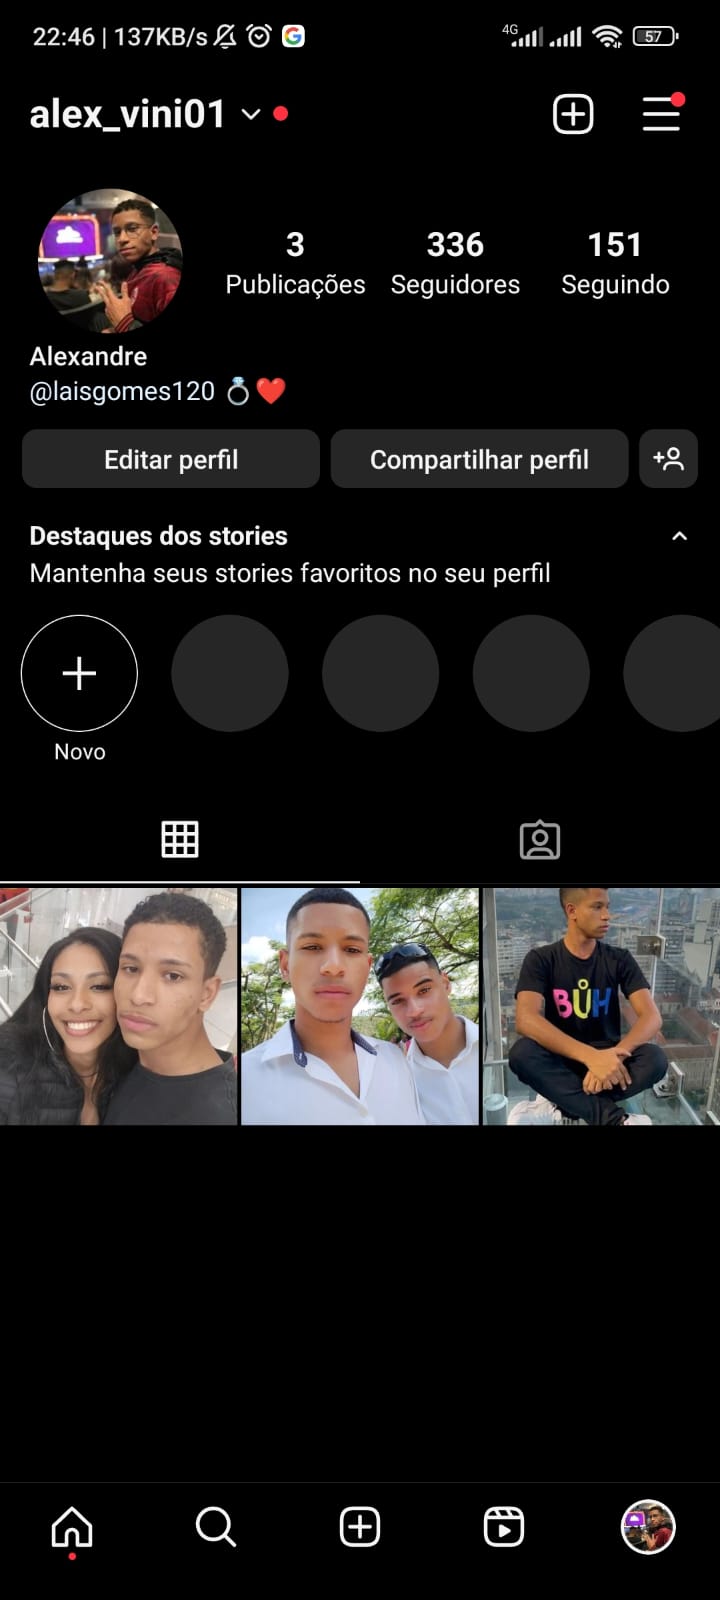 22:46 | 137KB/s 4G 57
alex_vini01
3 336 151
Publicações Seguidores Seguindo
Alexandre
@laisgomes120 💍❤️
Editar perfil Compartilhar perfil
Destaques dos stories
Mantenha seus stories favoritos no seu perfil
Novo
BŮH